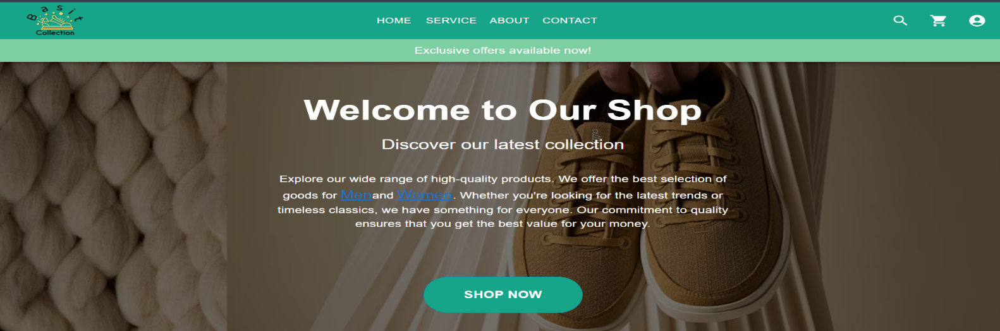 Basit
Collection
HOME SERVICE ABOUT CONTACT
Exclusive offers available now!
Welcome to Our Shop
Discover our latest collection
Explore our wide range of high-quality products. We offer the best selection of
goods for Menand Women. Whether you're looking for the latest trends or
timeless classics, we have something for everyone. Our commitment to quality
ensures that you get the best value for your money.
SHOP NOW